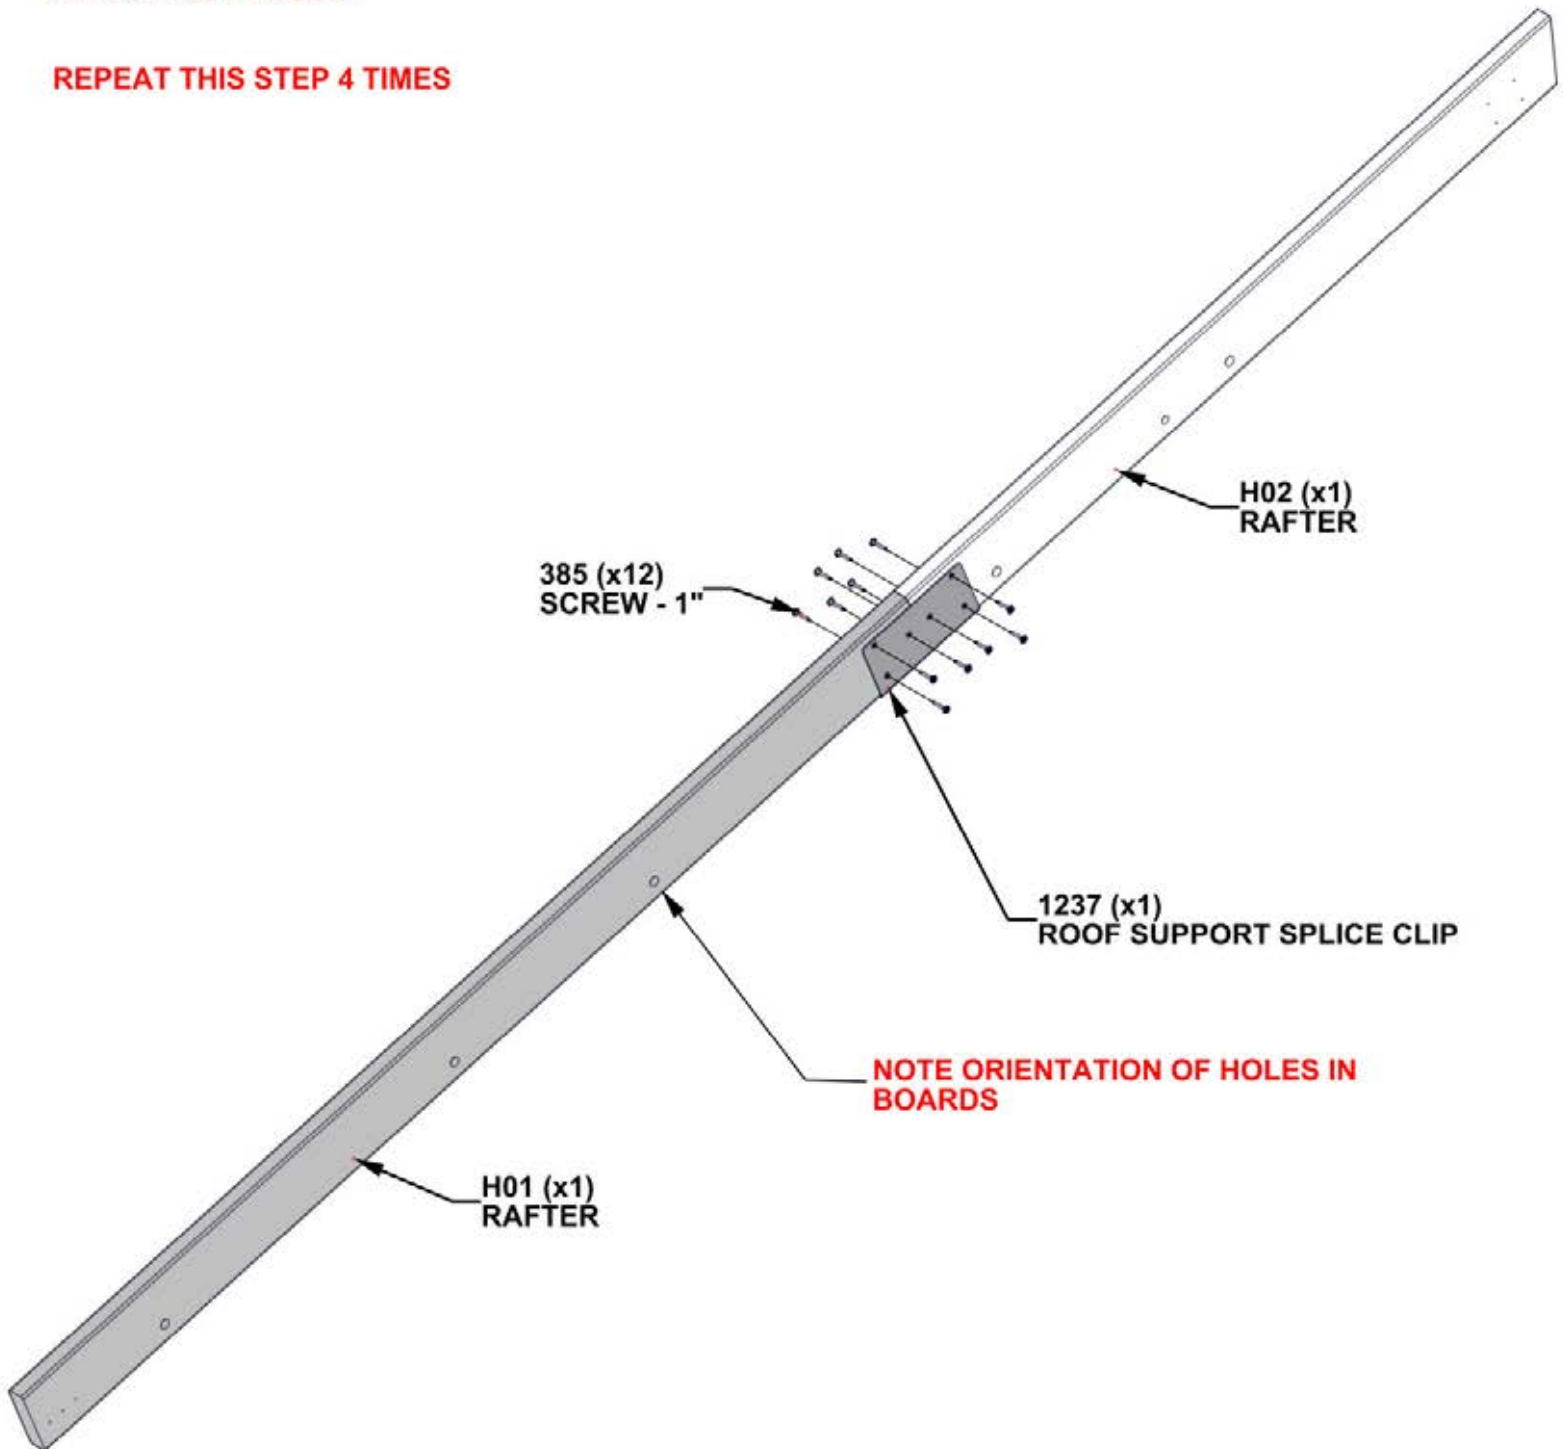 REPEAT THIS STEP 4 TIMES
H02 (x1)
RAFTER
385 (x12)
SCREW - 1"
1237 (x1)
ROOF SUPPORT SPLICE CLIP
NOTE ORIENTATION OF HOLES IN
BOARDS
H01 (x1)
RAFTER